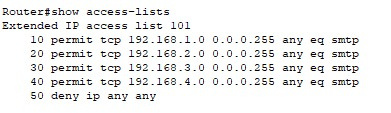 Router#show access-lists
Extended IP access list 101
    10 permit tcp 192.168.1.0 0.0.0.255 any eq smtp
    20 permit tcp 192.168.2.0 0.0.0.255 any eq smtp
    30 permit tcp 192.168.3.0 0.0.0.255 any eq smtp
    40 permit tcp 192.168.4.0 0.0.0.255 any eq smtp
    50 deny ip any any